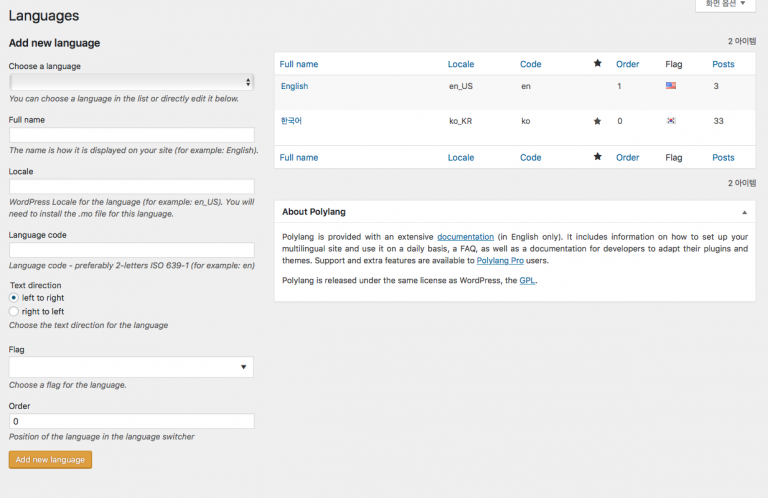 화면 옵션 ▼
Languages
Add new language
Choose a language
You can choose a language in the list or directly edit it below.
Full name
The name is how it is displayed on your site (for example: English).
Locale
WordPress Locale for the language (for example: en_US). You will
need to install the .mo file for this language.
Language code
Language code - preferably 2-letters ISO 639-1 (for example: en)
Text direction
left to right
right to left
Choose the text direction for the language
Flag
Choose a flag for the language.
Order
0
Position of the language in the language switcher
Add new language
2 아이템
Full name Locale Code ★ Order Flag Posts
English en_US en 1 3
한국어 ko_KR ko ★ 0 33
Full name Locale Code ★ Order Flag Posts
2 아이템
About Polylang
Polylang is provided with an extensive documentation (in English only). It includes information on how to set up your
multilingual site and use it on a daily basis, a FAQ, as well as a documentation for developers to adapt their plugins and
themes. Support and extra features are available to Polylang Pro users.
Polylang is released under the same license as WordPress, the GPL.